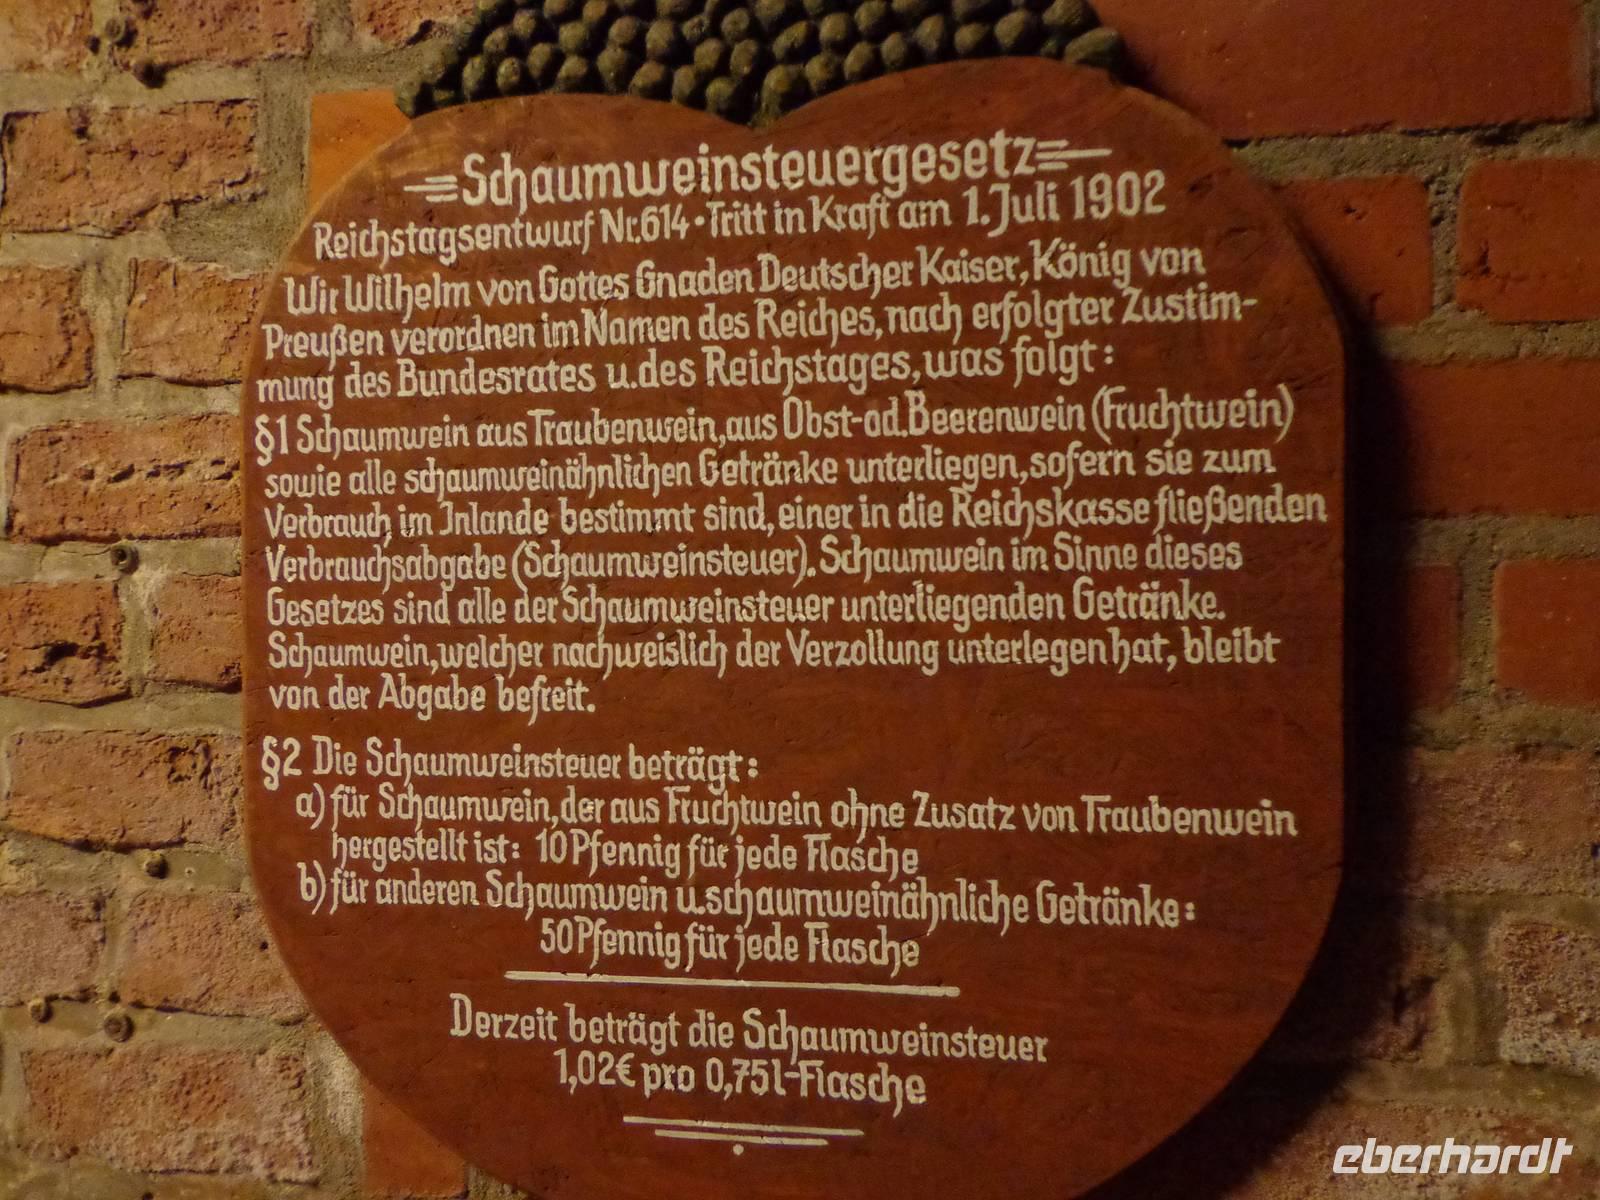 Schaumweinsteuergesetz
Reichstagsentwurf Nr.614 · Tritt in Kraft am 1. Juli 1902
Wir Wilhelm von Gottes Gnaden Deutscher Kaiser, König von
Preußen verordnen im Namen des Reiches, nach erfolgter Zustim-
mung des Bundesrates u. des Reichstages, was folgt:
§1 Schaumwein aus Traubenwein, aus Obst- od. Beerenwein (Fruchtwein)
sowie alle schaumweinähnlichen Getränke unterliegen, sofern sie zum
Verbrauch im Inlande bestimmt sind, einer in die Reichskasse fließenden
Verbrauchsabgabe (Schaumweinsteuer). Schaumwein im Sinne dieses
Gesetzes sind alle der Schaumweinsteuer unterliegenden Getränke.
Schaumwein, welcher nachweislich der Verzollung unterlegen hat, bleibt
von der Abgabe befreit.
§2 Die Schaumweinsteuer beträgt:
a) für Schaumwein, der aus Fruchtwein ohne Zusatz von Traubenwein
hergestellt ist: 10 Pfennig für jede Flasche
b) für anderen Schaumwein u. schaumweinähnliche Getränke:
50 Pfennig für jede Flasche
Derzeit beträgt die Schaumweinsteuer
1,02€ pro 0,75l-Flasche
eberhardt